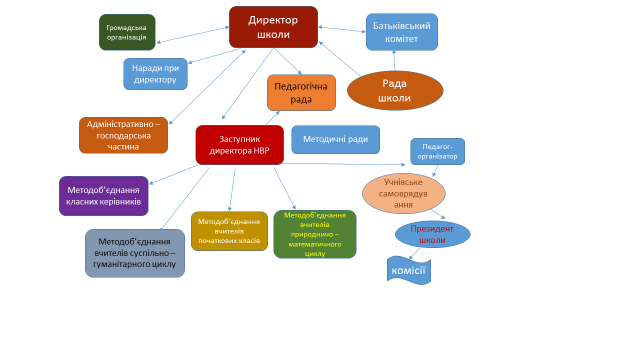 Громадська
організація
Директор
школи
Батьківський
комітет
Наради при
директору
Педагогічна
рада
Рада
школи
Адміністративно –
господарська
частина
Заступник
директора НВР
Методичні ради
Педагог-
організатор
Методоб’єднання
класних керівників
Учнівське
самоврядув
ання
Методоб’єднання
вчителів суспільно –
гуманітарного циклу
Методоб’єднання
вчителів
початкових класів
Методоб’єднання
вчителів
природничо –
математичного
циклу
Президент
школи
комісії